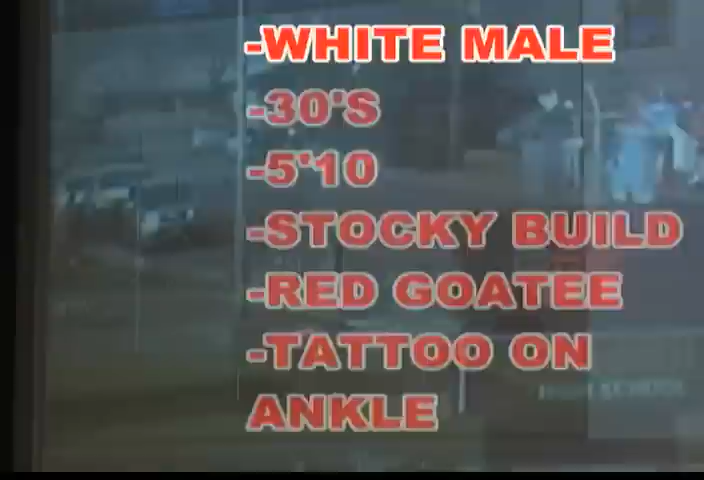 -WHITE MALE
-30'S
-5'10
-STOCKY BUILD
-RED GOATEE
-TATTOO ON
ANKLE